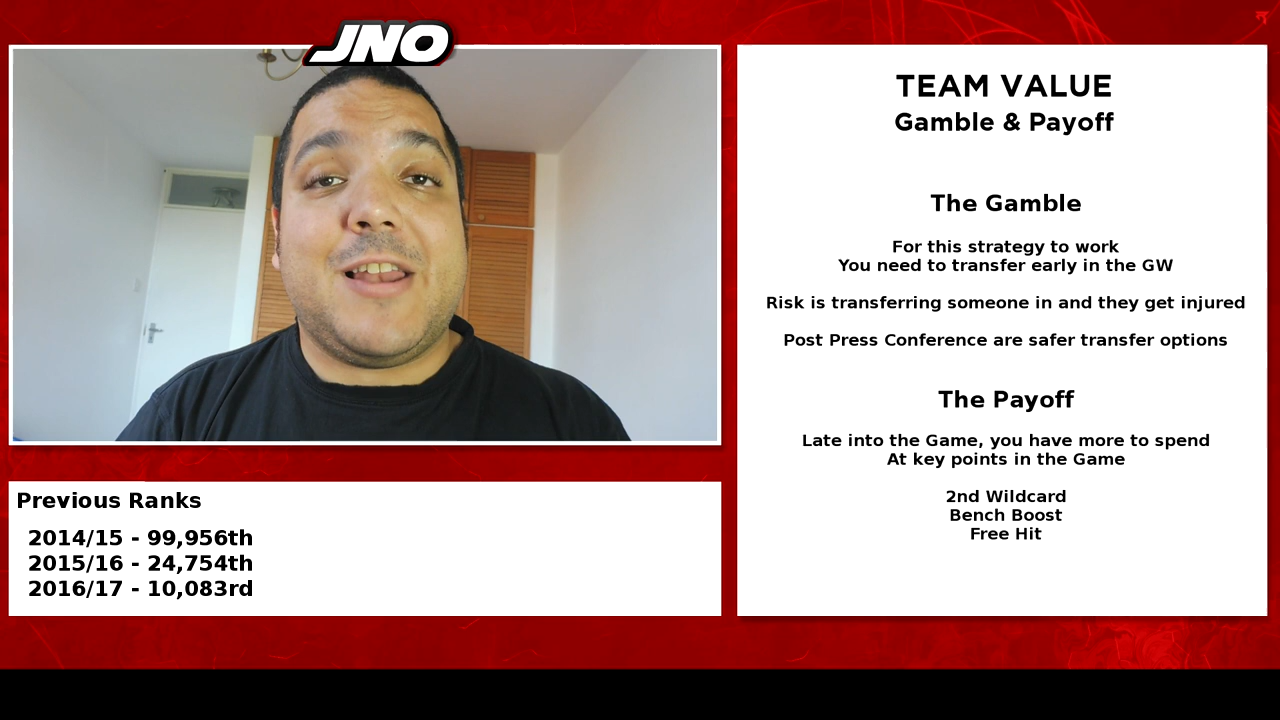 JNO
TEAM VALUE
Gamble & Payoff
The Gamble
For this strategy to work
You need to transfer early in the GW
Risk is transferring someone in and they get injured
Post Press Conference are safer transfer options
The Payoff
Late into the Game, you have more to spend
At key points in the Game
2nd Wildcard
Bench Boost
Free Hit
Previous Ranks
2014/15 - 99,956th
2015/16 - 24,754th
2016/17 - 10,083rd